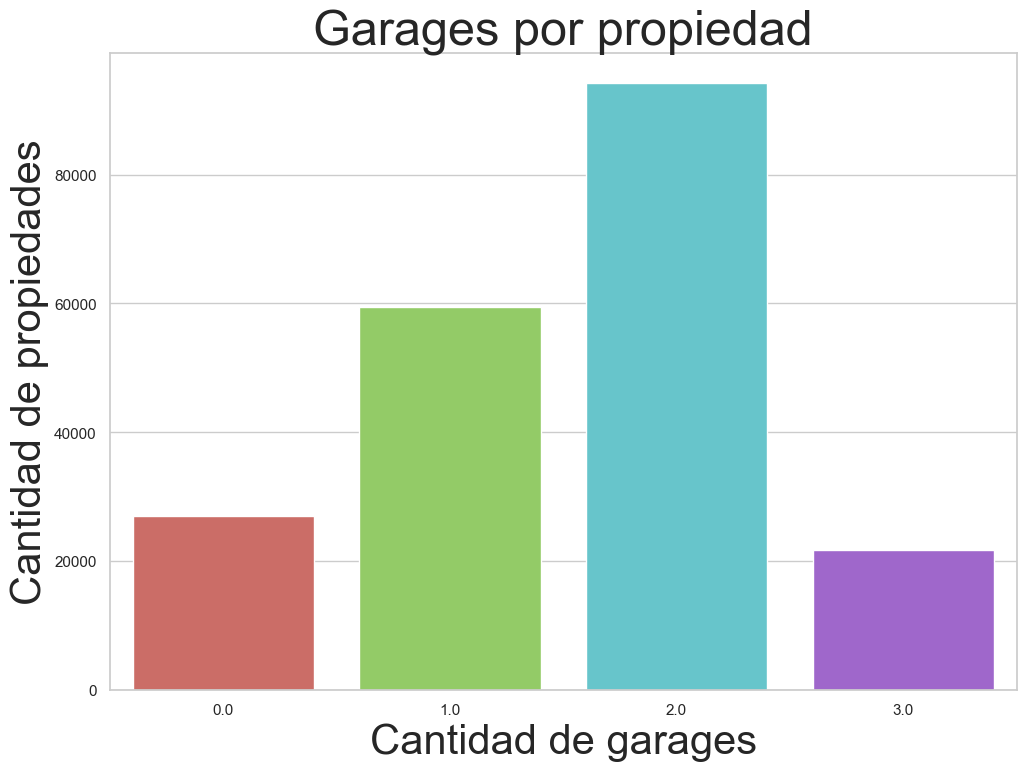 Garages por propiedad
Cantidad de propiedades
80000
60000
40000
20000
0
0.0 1.0 2.0 3.0
Cantidad de garages